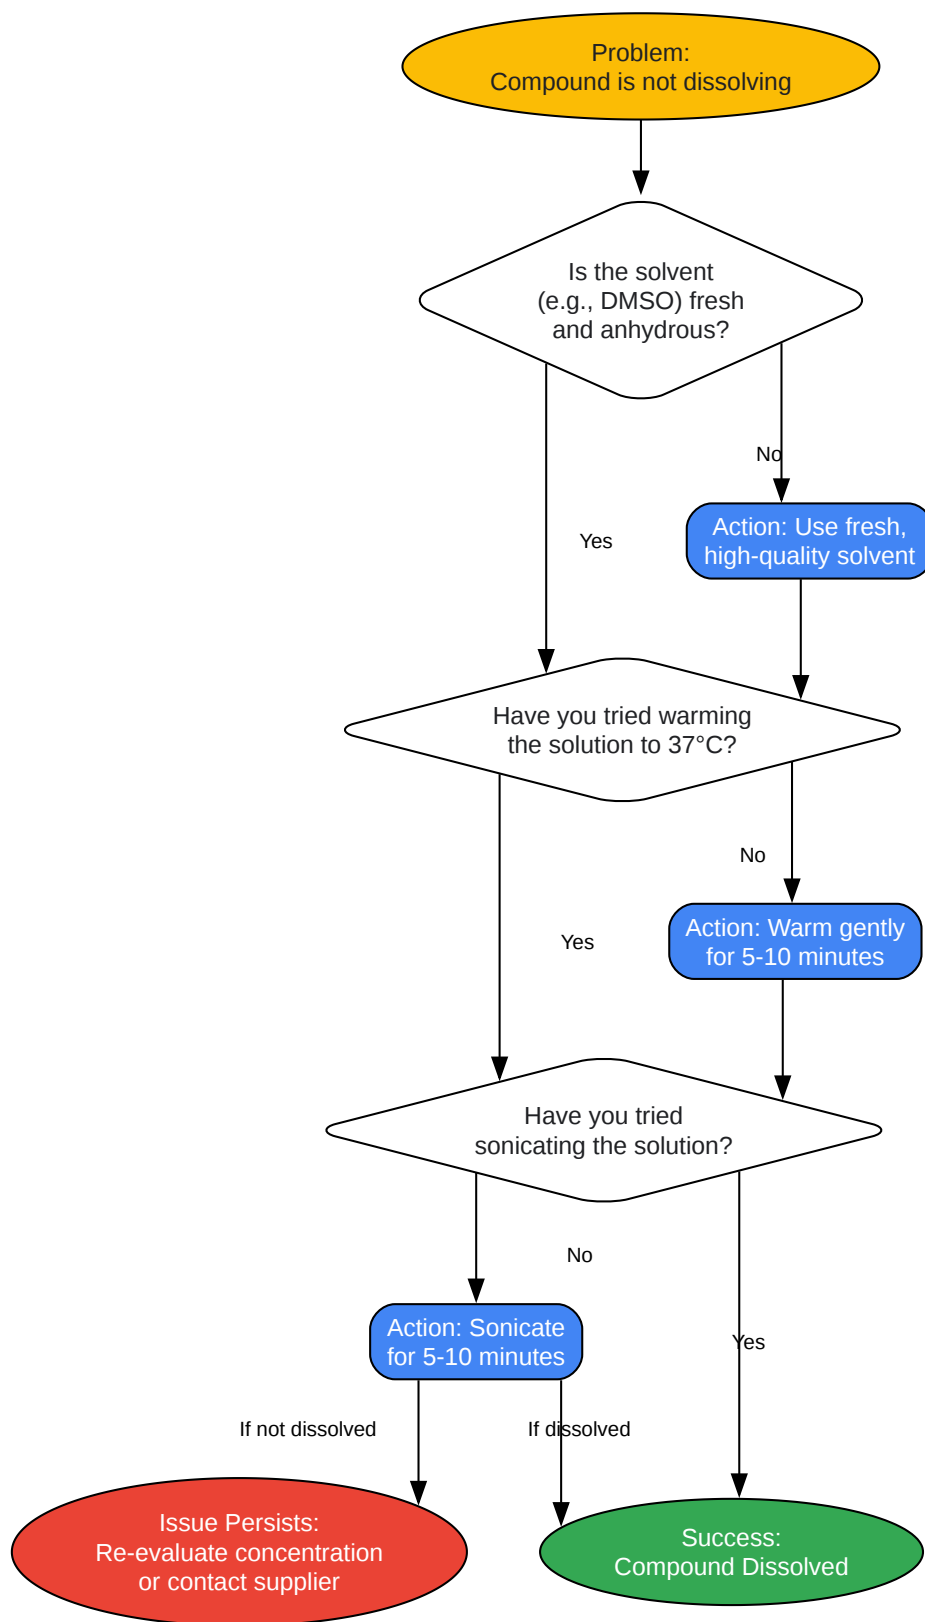 Problem:
Compound is not dissolving
Is the solvent
(e.g., DMSO) fresh
and anhydrous?
No
Action: Use fresh,
high-quality solvent
Yes
Have you tried warming
the solution to 37°C?
No
Action: Warm gently
for 5-10 minutes
Yes
Have you tried
sonicating the solution?
No
Action: Sonicate
for 5-10 minutes
Yes
If not dissolved
If dissolved
Issue Persists:
Re-evaluate concentration
or contact supplier
Success:
Compound Dissolved